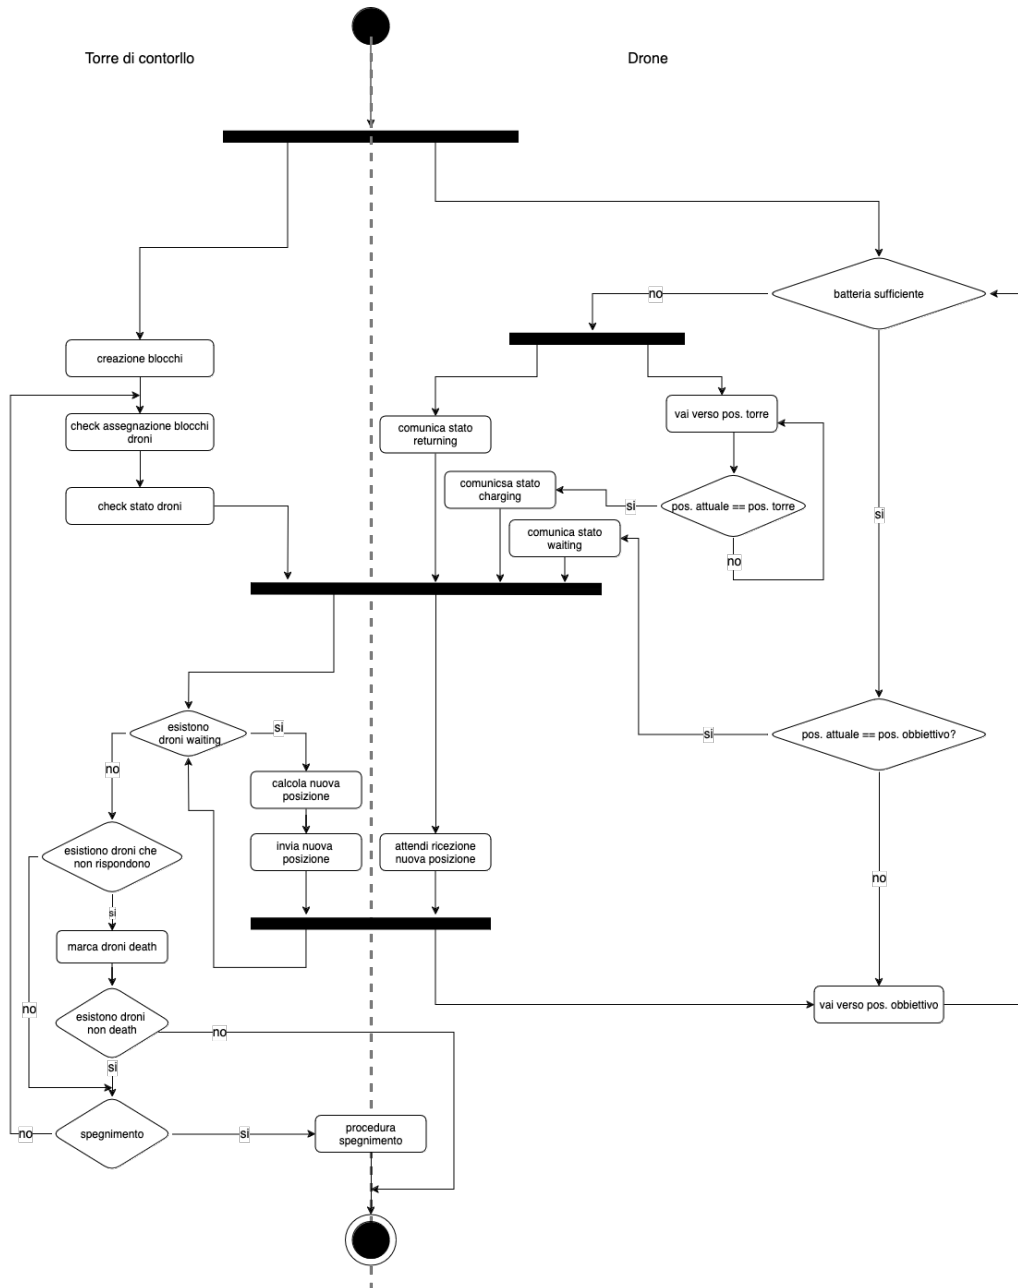 Torre di contorllo
Drone
batteria sufficiente
no
creazione blocchi
check assegnazione blocchi
droni
check stato droni
comunica stato
returning
vai verso pos. torre
comunicsa stato
charging
si
pos. attuale == pos. torre
no
comunica stato
waiting
si
esistono
droni waiting
si
no
si
pos. attuale == pos. obbiettivo?
calcola nuova
posizione
invia nuova
posizione
attendi ricezione
nuova posizione
esistiono droni che
non rispondono
no
si
marca droni death
no
esistono droni
non death
no
si
vai verso pos. obbiettivo
no
spegnimento
si
procedura
spegnimento